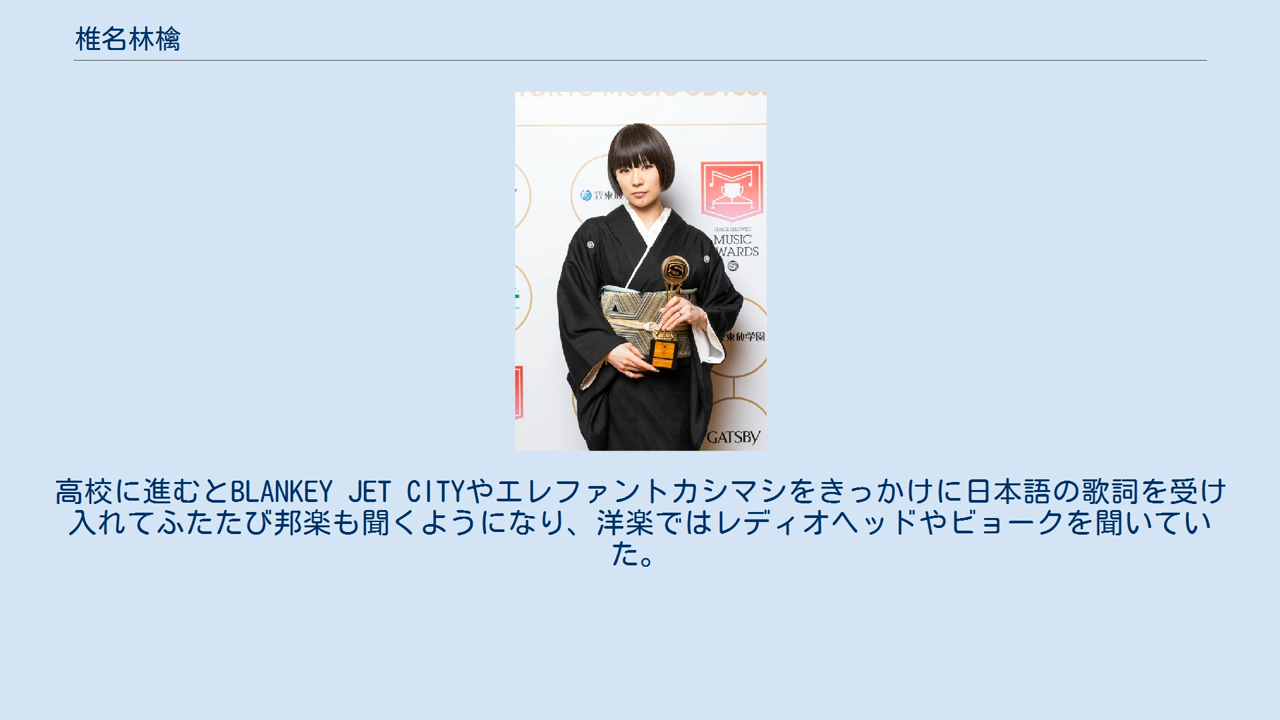 椎名林檎
MUSIC
GATSBY
高校に進むとBLANKEY JET CITYやエレファントカシマシをきっかけに日本語の歌詞を受け
入れてふたたび邦楽も聞くようになり、洋楽ではレディオヘッドやビョークを聞いてい
た。